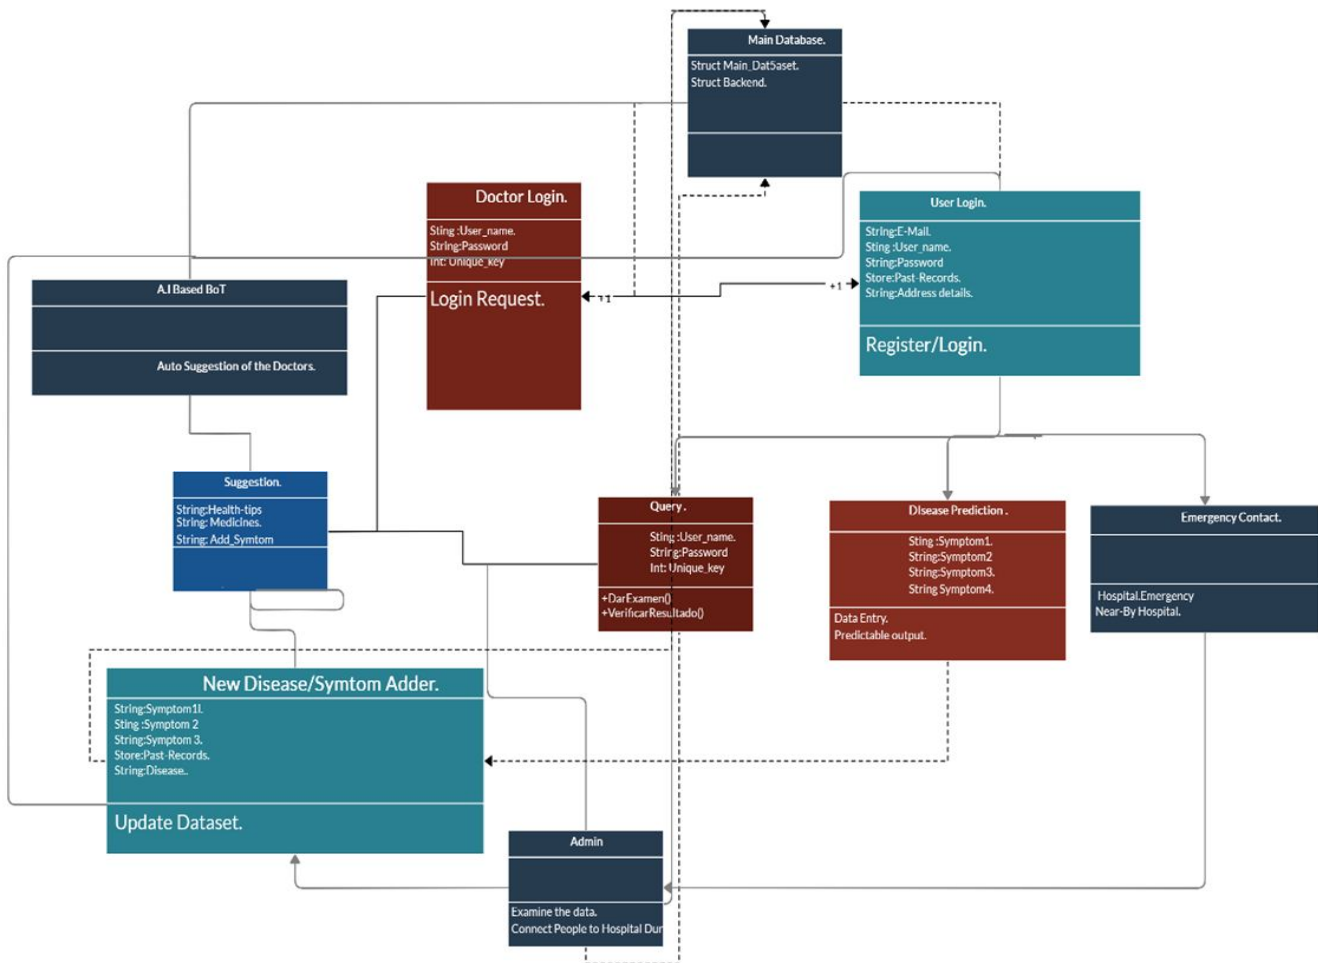 Main Database.
Struct Main_Dat5aset.
Struct Backend.
Doctor Login.
Sting :User_name.
String:Password
Int: Unique_key
Login Request.
+1
User Login.
String:E-Mail.
Sting :User_name.
String:Password
Store:Past-Records.
String:Address details.
Register/Login.
+1
A.I Based BoT
Auto Suggestion of the Doctors.
Suggestion.
String:Health-tips
String: Medicines.
String: Add_Symtom
Query .
Sting :User_name.
String:Password
Int: Unique_key
+DarExamen()
+VerificarResultado()
DIsease Prediction .
Sting :Symptom1.
String:Symptom2
String:Symptom3.
String Symptom4.
Data Entry.
Predictable output.
Emergency Contact.
Hospital.Emergency
Near-By Hospital.
New Disease/Symtom Adder.
String:Symptom1l.
Sting :Symptom 2
String:Symptom 3.
Store:Past-Records.
String:Disease..
Update Dataset.
Admin
Examine the data.
Connect People to Hospital Dur